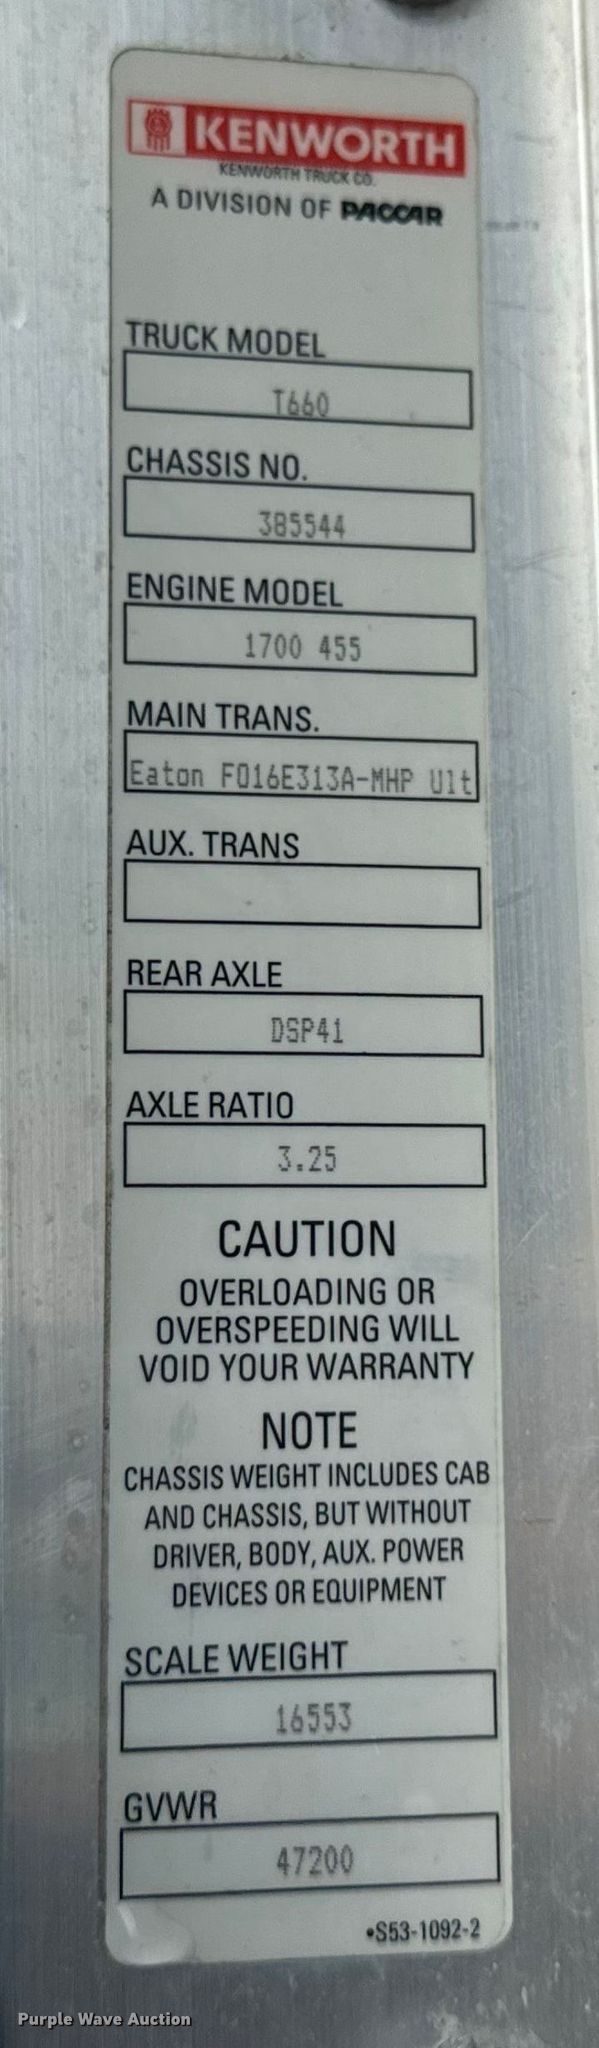 KENWORTH
KENWORTH TRUCK CO.
A DIVISION OF PACCAR
TRUCK MODEL
T660
CHASSIS NO.
385544
ENGINE MODEL
1700 455
MAIN TRANS.
Eaton FO16E313A-MHP Ult
AUX. TRANS
REAR AXLE
DSP41
AXLE RATIO
3.25
CAUTION
OVERLOADING OR
OVERSPEEDING WILL
VOID YOUR WARRANTY
NOTE
CHASSIS WEIGHT INCLUDES CAB
AND CHASSIS, BUT WITHOUT
DRIVER, BODY, AUX. POWER
DEVICES OR EQUIPMENT
SCALE WEIGHT
16553
GVWR
47200
•S53-1092-2
Purple Wave Auction